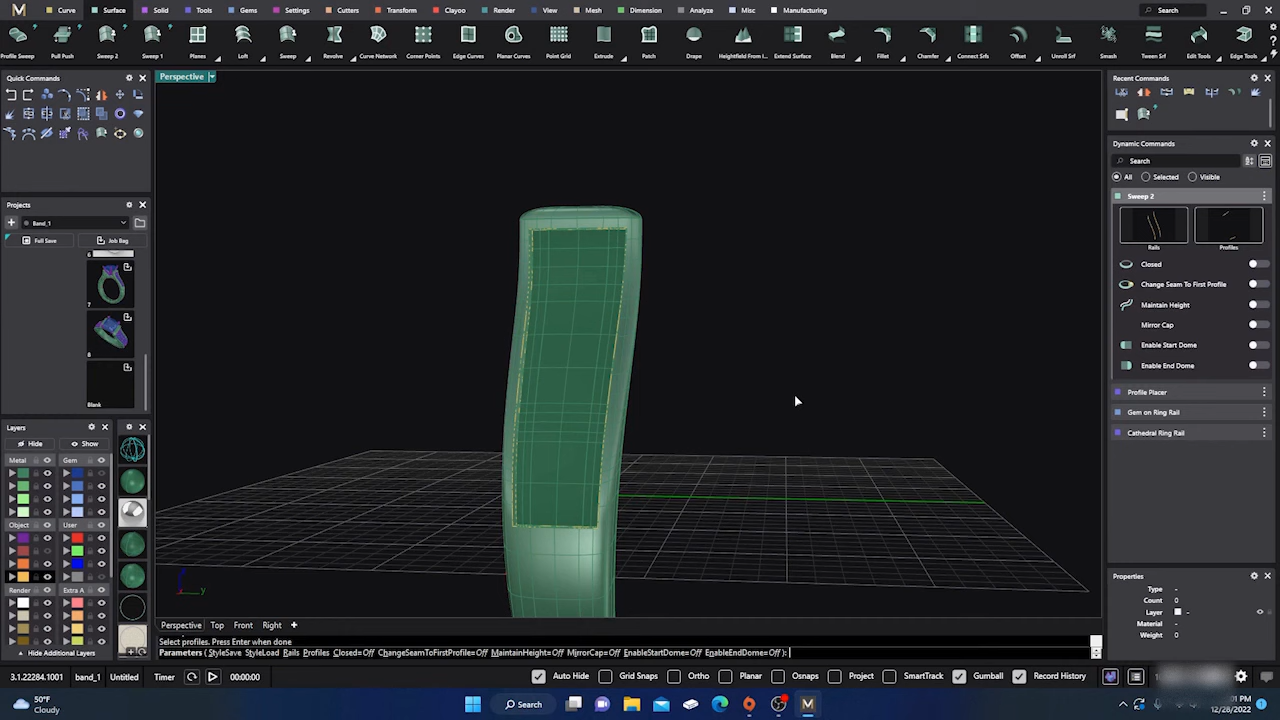 Curve Surface Solid Tools Gems Settings Cutters Transform Clayoo Render View Mesh Dimension Analyze Misc Manufacturing Search
Profile Sweep Pull Push Sweep 2 Sweep 1 Planes Loft Sweep Revolve Curve Network Corner Points Edge Curves Planar Curves Point Grid Extrude Patch Drape Heightfield From I... Extend Surface Blend Fillet Chamfer Connect Srfs Offset Unroll Srf Smash Tween Srf Edit Tools Edge Tools
Quick Commands
Perspective
Recent Commands
Dynamic Commands
Search
All Selected Visible
Sweep 2
Rails Profiles
Closed
Change Seam To First Profile
Maintain Height
Mirror Cap
Enable Start Dome
Enable End Dome
Profile Placer
Gem on Ring Rail
Cathedral Ring Rail
Projects
Band_1
Full Save Job Bag
6
7
8
Blank
Layers
Hide Show
Metal Gem
Object User
Render Extra A
Hide Additional Layers
z
y
Properties
Type -
Count 0
Layer -
Material -
Weight 0
Perspective Top Front Right
Select profiles. Press Enter when done
Parameters ( StyleSave StyleLoad Rails Profiles Closed=Off ChangeSeamToFirstProfile=Off MaintainHeight=Off MirrorCap=Off EnableStartDome=Off EnableEndDome=Off ):
3.1.22284.1001 band_1 Untitled Timer 00:00:00 Auto Hide Grid Snaps Ortho Planar Osnaps Project SmartTrack Gumball Record History
50°F
Cloudy
Search
12/28/2022